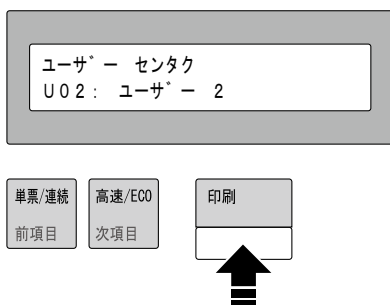 ユーザー センタク
U02: ユーザー 2
単票/連続
前項目
高速/ECO
次項目
印刷